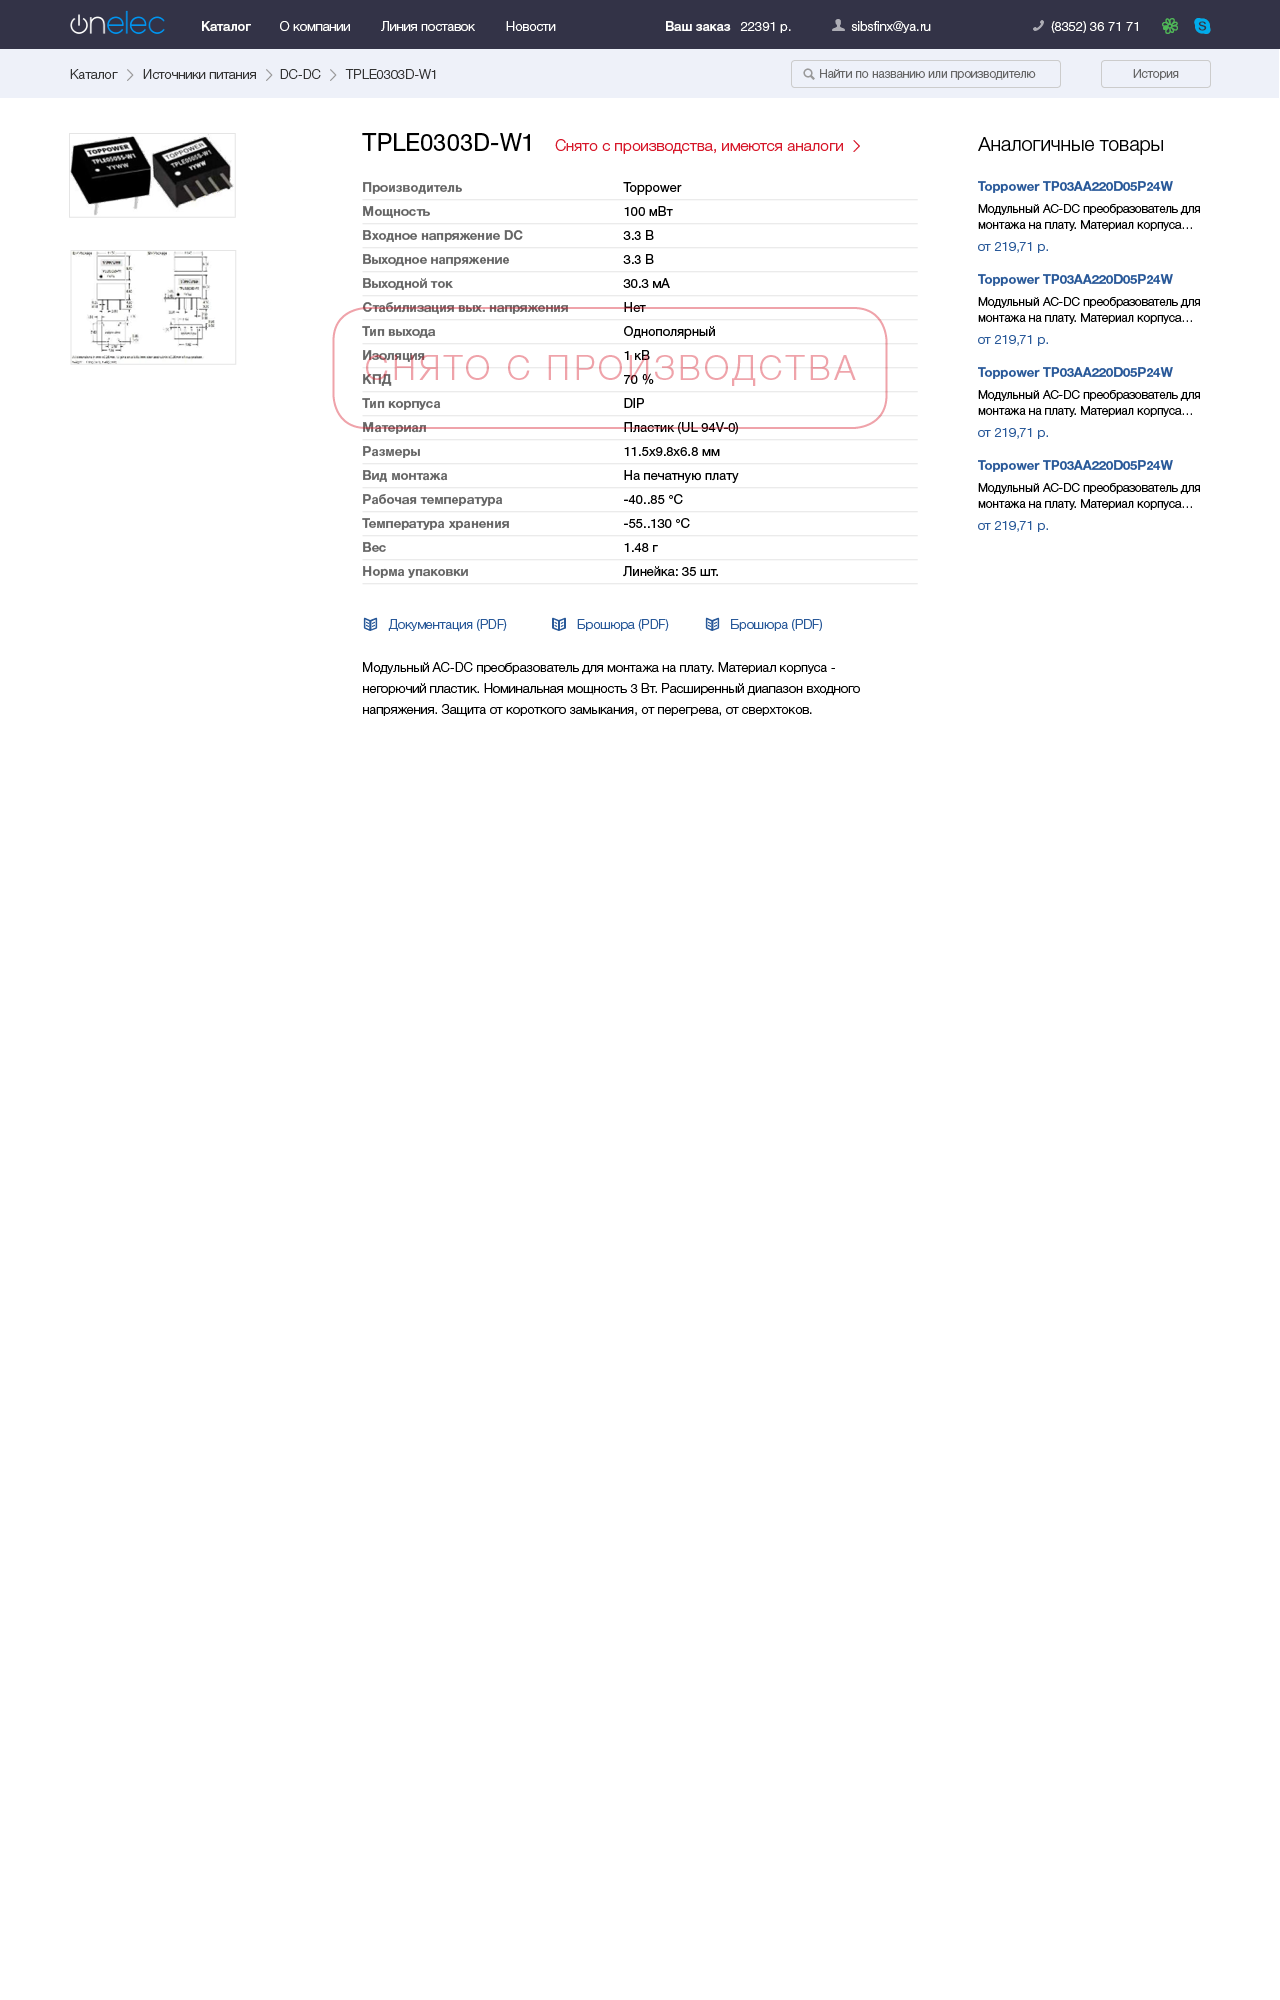 onelec Каталог О компании Линия поставок Новости Ваш заказ 22391 р. sibsfinx@ya.ru (8352) 36 71 71
Каталог Источники питания DC-DC TPLE0303D-W1 Найти по названию или производителю История
TOPPOWER
TPLE0505S-W1
YYWW
TOPPOWER
TPLE0505S-W1
YYWW
TPLE0303D-W1 Снято с производства, имеются аналоги
Производитель Toppower
Мощность 100 мВт
Входное напряжение DC 3.3 В
Выходное напряжение 3.3 В
Выходной ток 30.3 мА
Стабилизация вых. напряжения Нет
Тип выхода Однополярный
Изоляция 1 кВ
СНЯТО С ПРОИЗВОДСТВА
КПД 70 %
Тип корпуса DIP
Материал Пластик (UL 94V-0)
Размеры 11.5x9.8x6.8 мм
Вид монтажа На печатную плату
Рабочая температура -40..85 °C
Температура хранения -55..130 °C
Вес 1.48 г
Норма упаковки Линейка: 35 шт.
Документация (PDF) Брошюра (PDF) Брошюра (PDF)
Модульный AC-DC преобразователь для монтажа на плату. Материал корпуса -
негорючий пластик. Номинальная мощность 3 Вт. Расширенный диапазон входного
напряжения. Защита от короткого замыкания, от перегрева, от сверхтоков.
Аналогичные товары
Toppower TP03AA220D05P24W
Модульный AC-DC преобразователь для
монтажа на плату. Материал корпуса...
от 219,71 р.
Toppower TP03AA220D05P24W
Модульный AC-DC преобразователь для
монтажа на плату. Материал корпуса...
от 219,71 р.
Toppower TP03AA220D05P24W
Модульный AC-DC преобразователь для
монтажа на плату. Материал корпуса...
от 219,71 р.
Toppower TP03AA220D05P24W
Модульный AC-DC преобразователь для
монтажа на плату. Материал корпуса...
от 219,71 р.